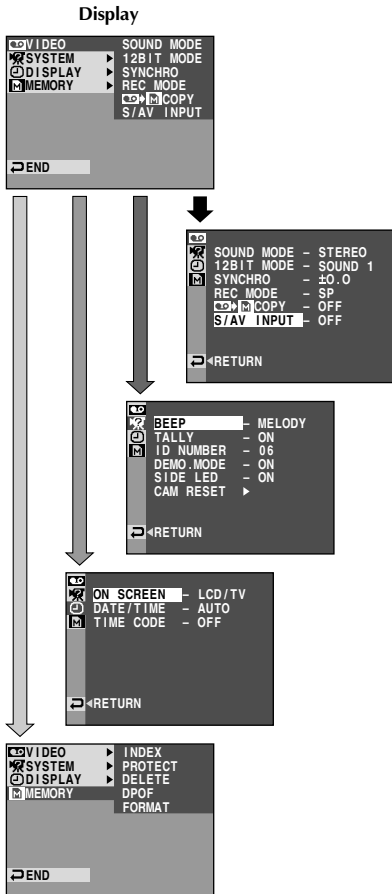 Display
VIDEO SOUND MODE
SYSTEM 12BIT MODE
DISPLAY SYNCHRO
MEMORY REC MODE
M COPY
S/AV INPUT
END
SOUND MODE – STEREO
12BIT MODE – SOUND 1
M SYNCHRO – ±0.0
REC MODE – SP
M COPY – OFF
S/AV INPUT – OFF
RETURN
BEEP – MELODY
TALLY – ON
M ID NUMBER – 06
DEMO.MODE – ON
SIDE LED – ON
CAM RESET
RETURN
ON SCREEN – LCD/TV
DATE/TIME – AUTO
M TIME CODE – OFF
RETURN
VIDEO INDEX
SYSTEM PROTECT
DISPLAY DELETE
M MEMORY DPOF
FORMAT
END